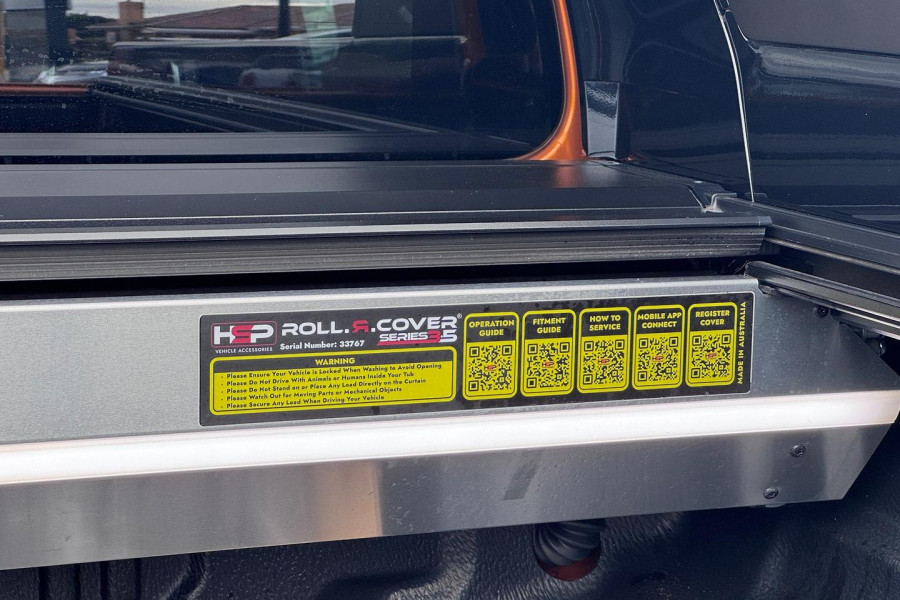 HSP
VEHICLE ACCESSORIES
ROLL.R.COVER®
SERIES 3.5
Serial Number: 33767
WARNING
· Please Ensure Your Vehicle is Locked When Washing to Avoid Opening
· Please Do Not Drive With Animals or Humans Inside Your Tub
· Please Do Not Stand on or Place Any Load Directly on the Curtain
· Please Watch Out for Moving Parts or Mechanical Objects
· Please Secure Any Load When Driving Your Vehicle
OPERATION
GUIDE
FITMENT
GUIDE
HOW TO
SERVICE
MOBILE APP
CONNECT
REGISTER
COVER
MADE IN AUSTRALIA